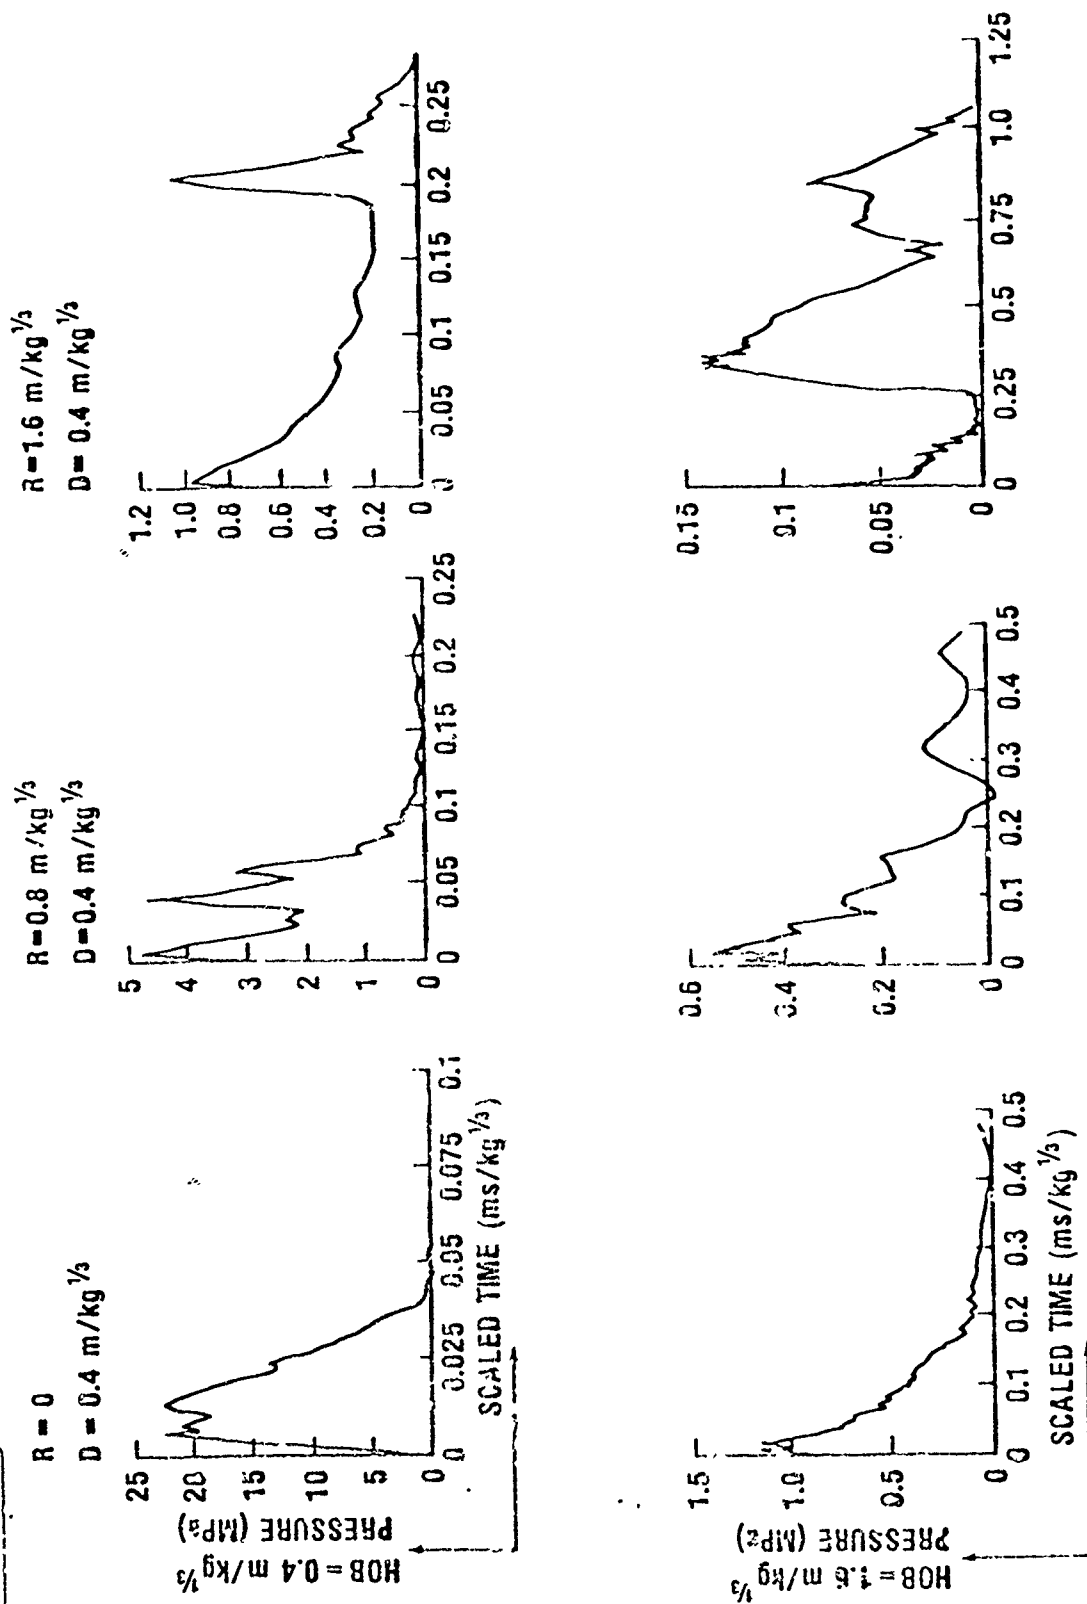 R = 0
D = 0.4 m/kg^1/3
R = 0.8 m/kg^1/3
D = 0.4 m/kg^1/3
R = 1.6 m/kg^1/3
D = 0.4 m/kg^1/3
HOB = 0.4 m/kg^1/3
PRESSURE (MPa)
25
20
15
10
5
0
0 0.025 0.05 0.075 0.1
SCALED TIME (ms/kg^1/3)
5
4
3
2
1
0
0 0.05 0.1 0.15 0.2 0.25
1.2
1.0
0.8
0.6
0.4
0.2
0
0 0.05 0.1 0.15 0.2 0.25
HOB = 1.6 m/kg^1/3
PRESSURE (MPa)
1.5
1.0
0.5
0
0 0.1 0.2 0.3 0.4 0.5
SCALED TIME (ms/kg^1/3)
0.6
0.4
0.2
0
0 0.1 0.2 0.3 0.4 0.5
0.15
0.1
0.05
0
0 0.25 0.5 0.75 1.0 1.25